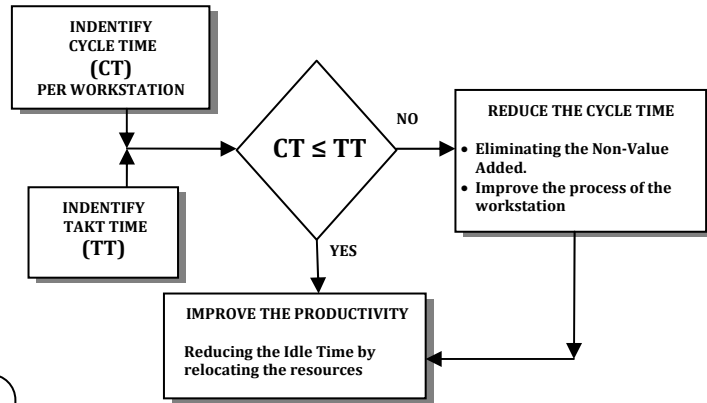 INDENTIFY
CYCLE TIME
(CT)
PER WORKSTATION
INDENTIFY
TAKT TIME
(TT)
CT ≤ TT
NO
YES
REDUCE THE CYCLE TIME
• Eliminating the Non-Value
Added.
• Improve the process of the
workstation
IMPROVE THE PRODUCTIVITY
Reducing the Idle Time by
relocating the resources